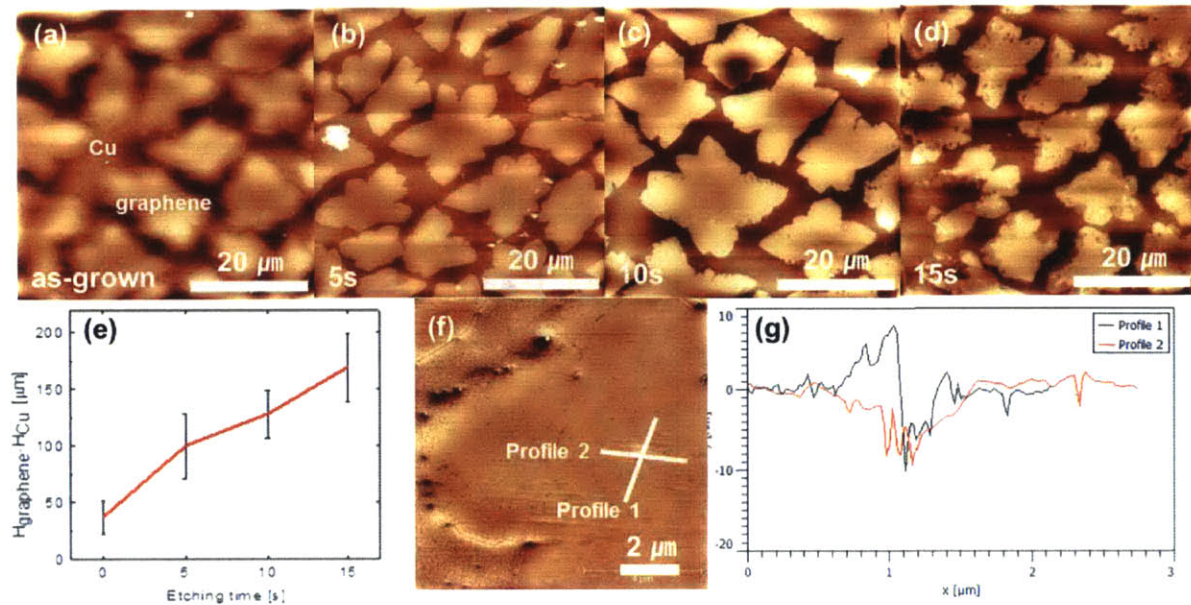 (a)
Cu
graphene
20 µm
as-grown
(b)
20 µm
5s
(c)
20 µm
10s
(d)
20 µm
15s
(e)
Hgraphene-HCu [µm]
200
150
100
50
0
0 5 10 15
Etching time [s]
(f)
Profile 2
Profile 1
2 µm
(g)
Profile 1
Profile 2
10
0
-10
-20
0 1 2 3
x [µm]